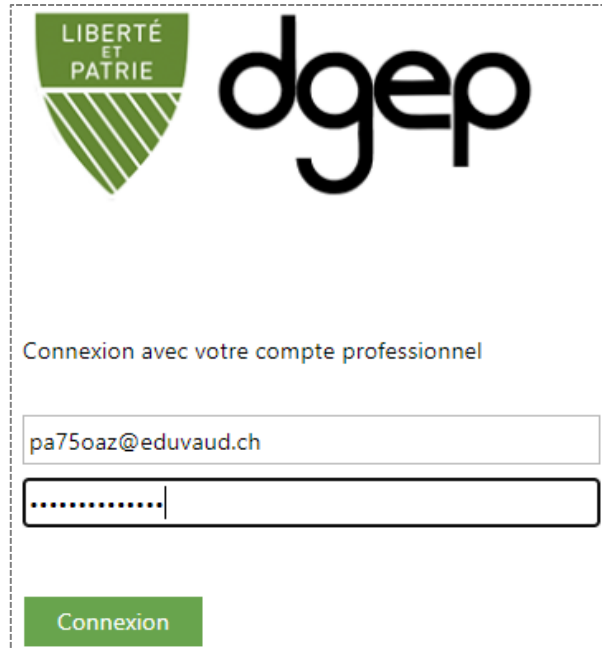 LIBERTÉ
ET
PATRIE
dgep
Connexion avec votre compte professionnel
pa75oaz@eduvaud.ch
••••••••••••••
Connexion